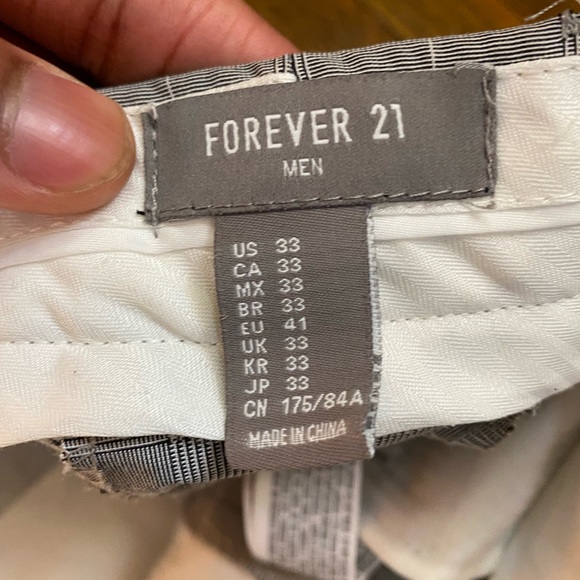 FOREVER 21
MEN
US 33
CA 33
MX 33
BR 33
EU 41
UK 33
KR 33
JP 33
CN 175/84A
MADE IN CHINA